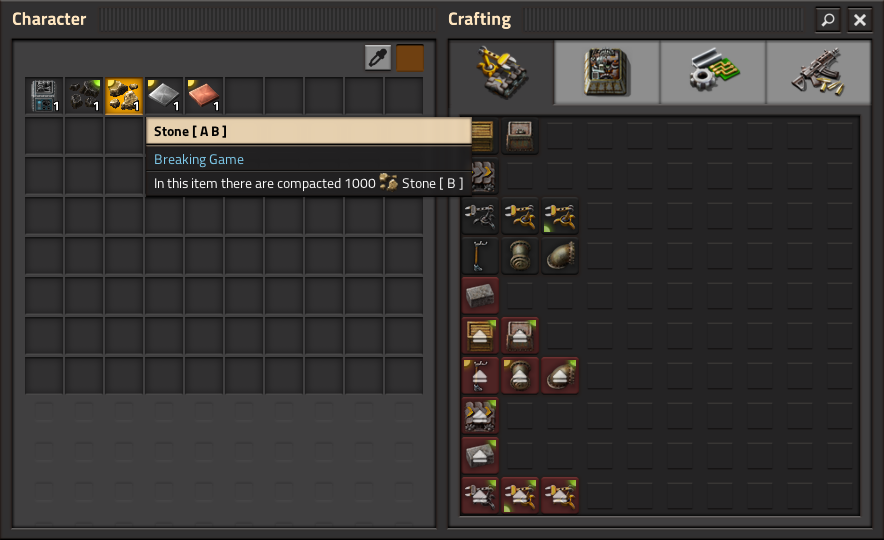 Character
Crafting
1 1 1 1 1
Stone [ A B ]
Breaking Game
In this item there are compacted 1000 Stone [ B ]